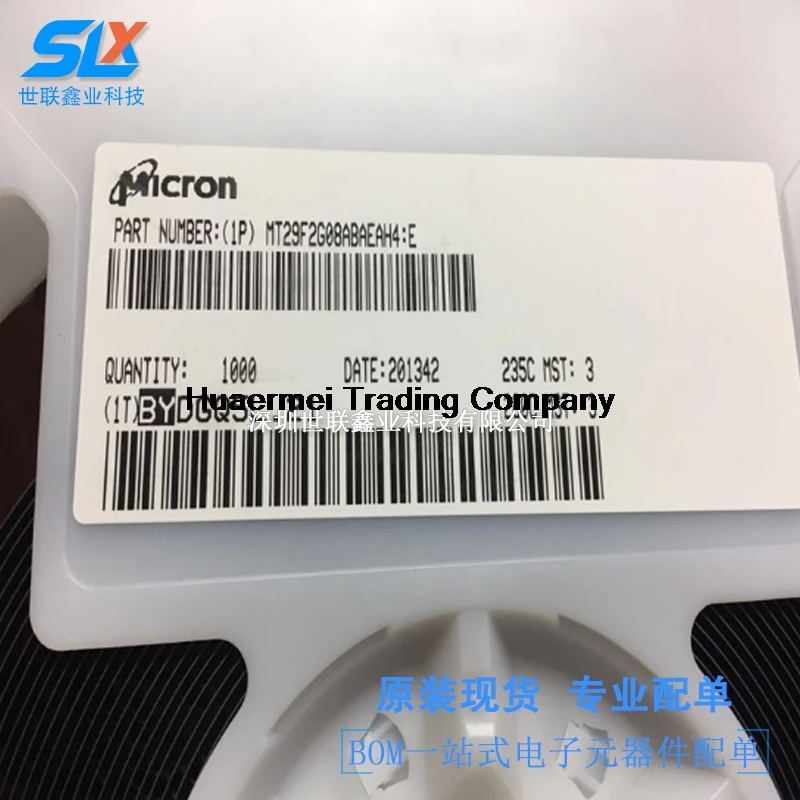 SLX
世联鑫业科技
Micron
PART NUMBER:(1P) MT29F2G08ABAEAH4:E
QUANTITY: 1000 DATE:201342 235C MST: 3
Huaermei Trading Company
(1T)BY
深圳世联鑫业科技有限公司
原装现货 专业配单
BOM一站式电子元器件配单